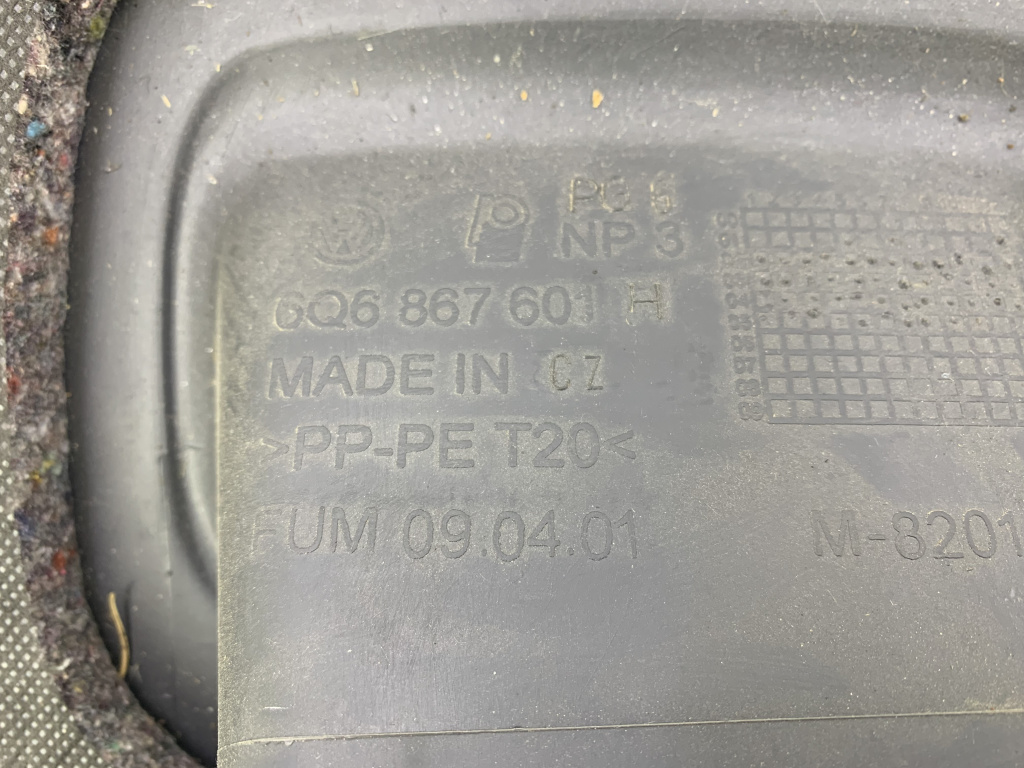 PG 6
NP 3
6Q6 867 601 H
MADE IN CZ
>PP-PE T20<
FUM 09.04.01
M-8201